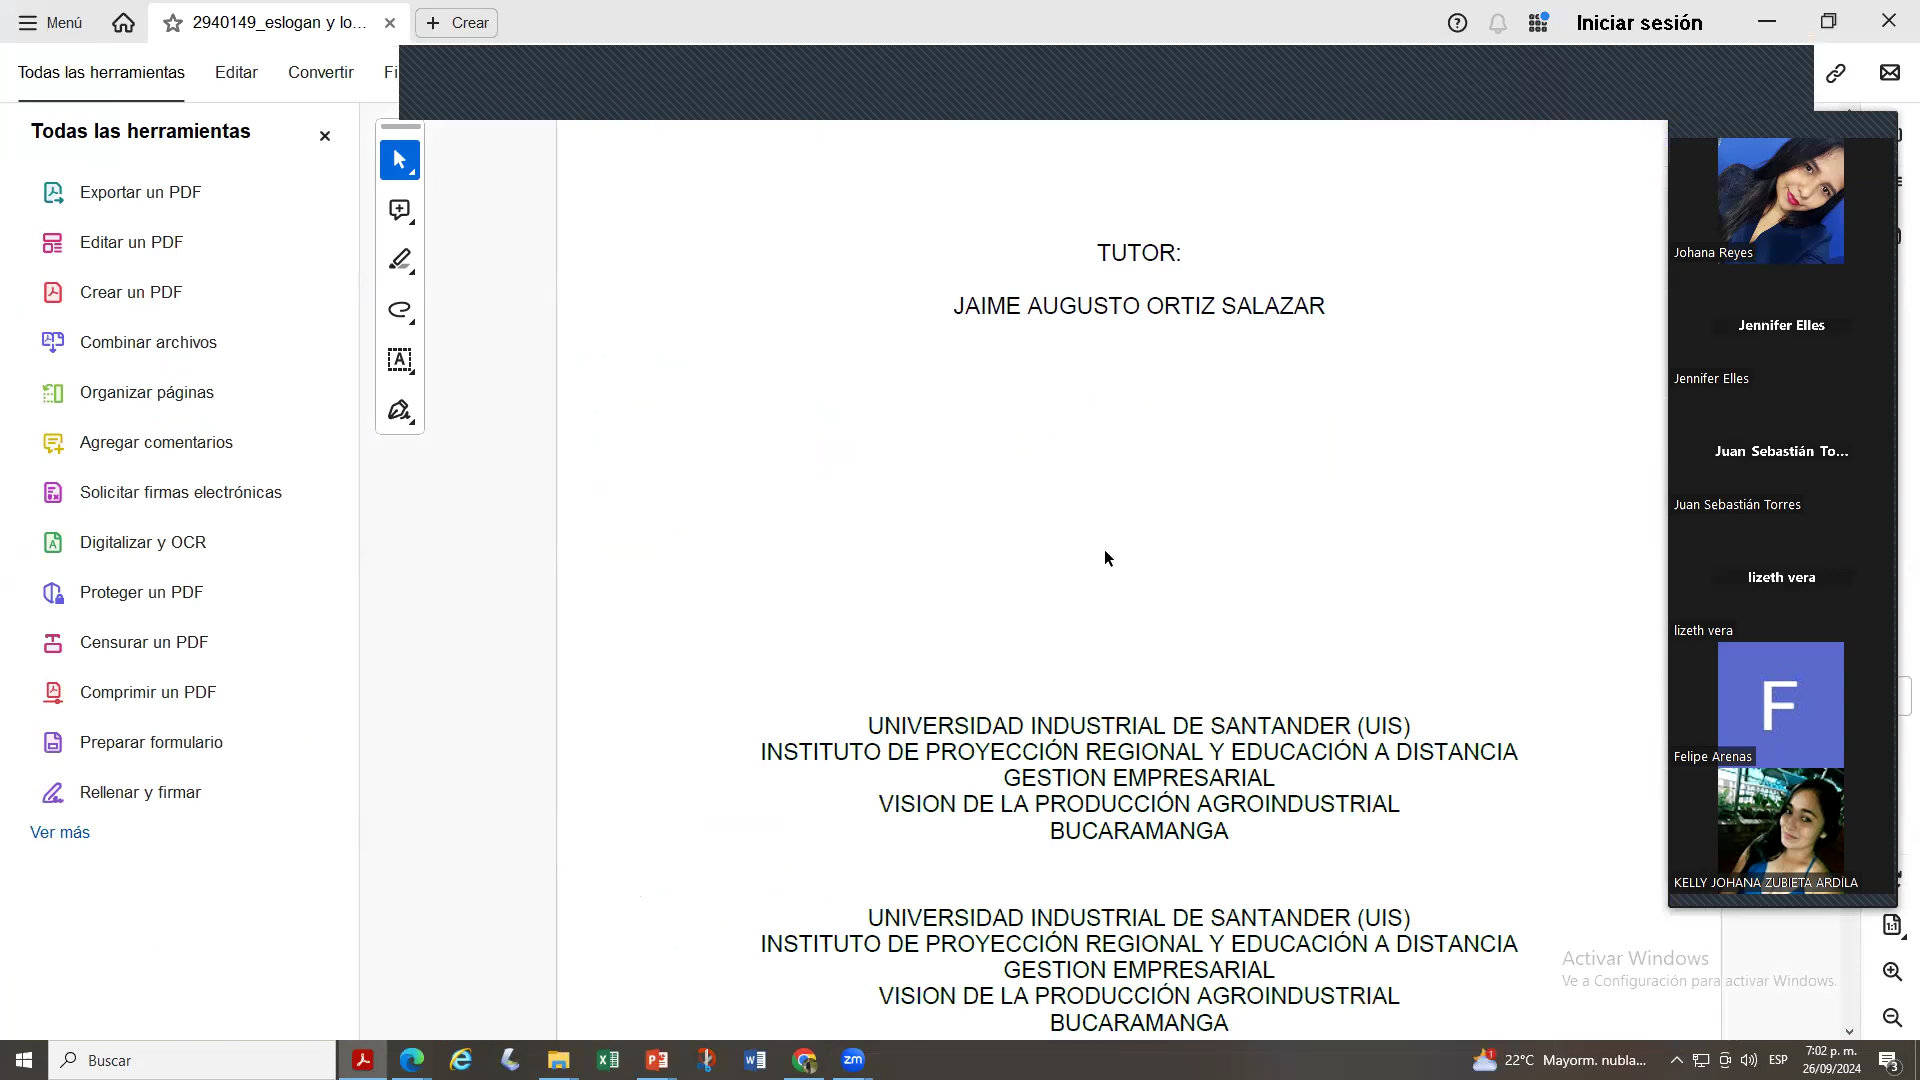 Menú
2940149_eslogan y lo...
Crear
Iniciar sesión
Todas las herramientas
Editar
Convertir
Todas las herramientas
Exportar un PDF
Editar un PDF
Crear un PDF
Combinar archivos
Organizar páginas
Agregar comentarios
Solicitar firmas electrónicas
Digitalizar y OCR
Proteger un PDF
Censurar un PDF
Comprimir un PDF
Preparar formulario
Rellenar y firmar
Ver más
TUTOR:
JAIME AUGUSTO ORTIZ SALAZAR
UNIVERSIDAD INDUSTRIAL DE SANTANDER (UIS)
INSTITUTO DE PROYECCIÓN REGIONAL Y EDUCACIÓN A DISTANCIA
GESTION EMPRESARIAL
VISION DE LA PRODUCCIÓN AGROINDUSTRIAL
BUCARAMANGA
UNIVERSIDAD INDUSTRIAL DE SANTANDER (UIS)
INSTITUTO DE PROYECCIÓN REGIONAL Y EDUCACIÓN A DISTANCIA
GESTION EMPRESARIAL
VISION DE LA PRODUCCIÓN AGROINDUSTRIAL
BUCARAMANGA
Johana Reyes
Jennifer Elles
Jennifer Elles
Juan Sebastián To...
Juan Sebastián Torres
lizeth vera
lizeth vera
F
Felipe Arenas
KELLY JOHANA ZUBIETA ARDILA
Activar Windows
Ve a Configuración para activar Windows.
Buscar
zm
22°C Mayorm. nubla...
ESP
7:02 p. m.
26/09/2024
3